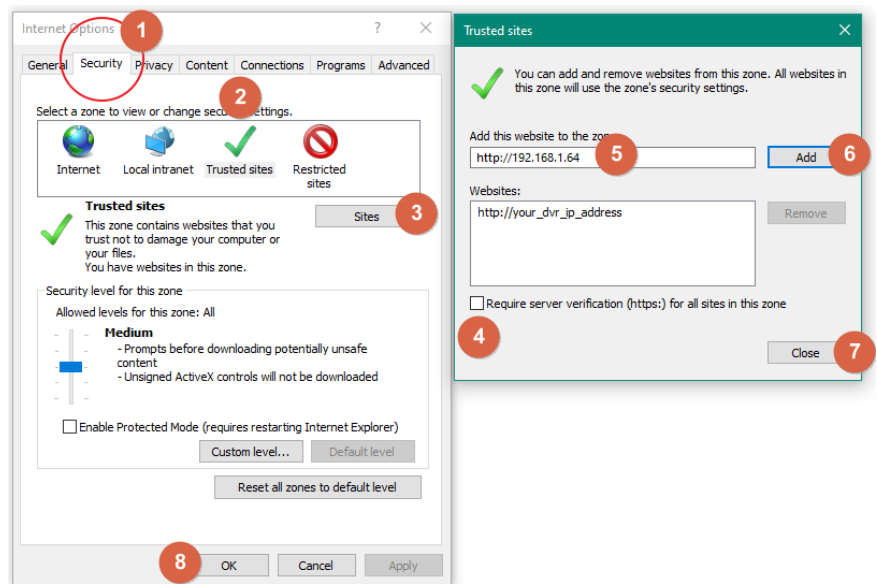 Internet Options
1
?
General Security Privacy Content Connections Programs Advanced
2
Select a zone to view or change security settings.
Internet Local intranet Trusted sites Restricted
sites
Trusted sites
This zone contains websites that you
trust not to damage your computer or
your files.
You have websites in this zone.
Sites
3
Security level for this zone
Allowed levels for this zone: All
Medium
- Prompts before downloading potentially unsafe
content
- Unsigned ActiveX controls will not be downloaded
Enable Protected Mode (requires restarting Internet Explorer)
Custom level... Default level
Reset all zones to default level
8
OK Cancel Apply
Trusted sites
You can add and remove websites from this zone. All websites in
this zone will use the zone's security settings.
Add this website to the zone:
http://192.168.1.64
5
Add
6
Websites:
http://your_dvr_ip_address
Remove
Require server verification (https:) for all sites in this zone
4
Close
7